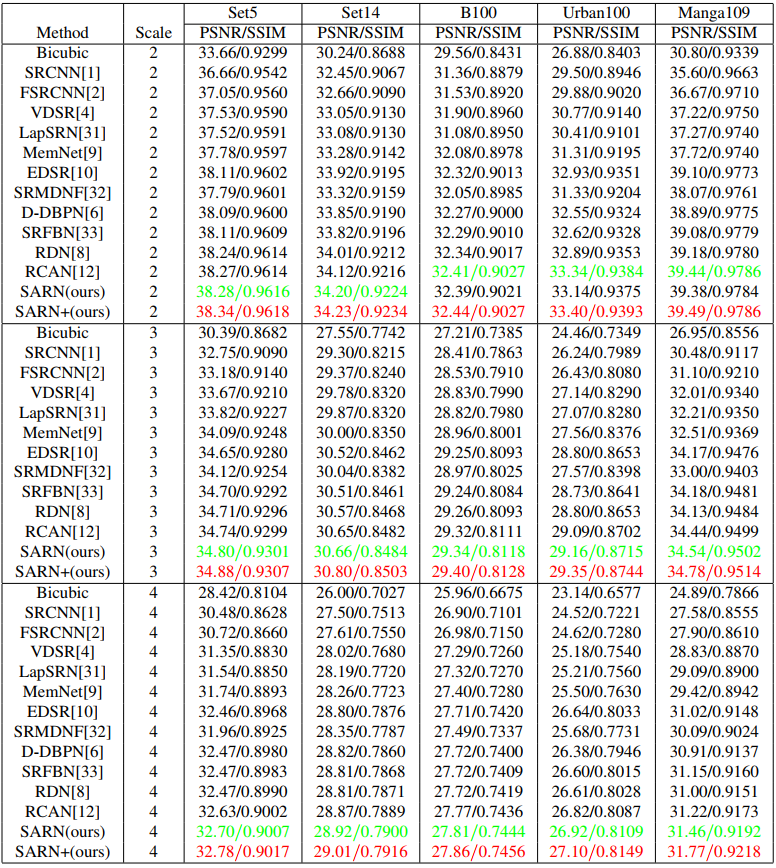 Set5 Set14 B100 Urban100 Manga109
Method Scale PSNR/SSIM PSNR/SSIM PSNR/SSIM PSNR/SSIM PSNR/SSIM
Bicubic 2 33.66/0.9299 30.24/0.8688 29.56/0.8431 26.88/0.8403 30.80/0.9339
SRCNN[1] 2 36.66/0.9542 32.45/0.9067 31.36/0.8879 29.50/0.8946 35.60/0.9663
FSRCNN[2] 2 37.05/0.9560 32.66/0.9090 31.53/0.8920 29.88/0.9020 36.67/0.9710
VDSR[4] 2 37.53/0.9590 33.05/0.9130 31.90/0.8960 30.77/0.9140 37.22/0.9750
LapSRN[31] 2 37.52/0.9591 33.08/0.9130 31.08/0.8950 30.41/0.9101 37.27/0.9740
MemNet[9] 2 37.78/0.9597 33.28/0.9142 32.08/0.8978 31.31/0.9195 37.72/0.9740
EDSR[10] 2 38.11/0.9602 33.92/0.9195 32.32/0.9013 32.93/0.9351 39.10/0.9773
SRMDNF[32] 2 37.79/0.9601 33.32/0.9159 32.05/0.8985 31.33/0.9204 38.07/0.9761
D-DBPN[6] 2 38.09/0.9600 33.85/0.9190 32.27/0.9000 32.55/0.9324 38.89/0.9775
SRFBN[33] 2 38.11/0.9609 33.82/0.9196 32.29/0.9010 32.62/0.9328 39.08/0.9779
RDN[8] 2 38.24/0.9614 34.01/0.9212 32.34/0.9017 32.89/0.9353 39.18/0.9780
RCAN[12] 2 38.27/0.9614 34.12/0.9216 32.41/0.9027 33.34/0.9384 39.44/0.9786
SARN(ours) 2 38.28/0.9616 34.20/0.9224 32.39/0.9021 33.14/0.9375 39.38/0.9784
SARN+(ours) 2 38.34/0.9618 34.23/0.9234 32.44/0.9027 33.40/0.9393 39.49/0.9786
Bicubic 3 30.39/0.8682 27.55/0.7742 27.21/0.7385 24.46/0.7349 26.95/0.8556
SRCNN[1] 3 32.75/0.9090 29.30/0.8215 28.41/0.7863 26.24/0.7989 30.48/0.9117
FSRCNN[2] 3 33.18/0.9140 29.37/0.8240 28.53/0.7910 26.43/0.8080 31.10/0.9210
VDSR[4] 3 33.67/0.9210 29.78/0.8320 28.83/0.7990 27.14/0.8290 32.01/0.9340
LapSRN[31] 3 33.82/0.9227 29.87/0.8320 28.82/0.7980 27.07/0.8280 32.21/0.9350
MemNet[9] 3 34.09/0.9248 30.00/0.8350 28.96/0.8001 27.56/0.8376 32.51/0.9369
EDSR[10] 3 34.65/0.9280 30.52/0.8462 29.25/0.8093 28.80/0.8653 34.17/0.9476
SRMDNF[32] 3 34.12/0.9254 30.04/0.8382 28.97/0.8025 27.57/0.8398 33.00/0.9403
SRFBN[33] 3 34.70/0.9292 30.51/0.8461 29.24/0.8084 28.73/0.8641 34.18/0.9481
RDN[8] 3 34.71/0.9296 30.57/0.8468 29.26/0.8093 28.80/0.8653 34.13/0.9484
RCAN[12] 3 34.74/0.9299 30.65/0.8482 29.32/0.8111 29.09/0.8702 34.44/0.9499
SARN(ours) 3 34.80/0.9301 30.66/0.8484 29.34/0.8118 29.16/0.8715 34.54/0.9502
SARN+(ours) 3 34.88/0.9307 30.80/0.8503 29.40/0.8128 29.35/0.8744 34.78/0.9514
Bicubic 4 28.42/0.8104 26.00/0.7027 25.96/0.6675 23.14/0.6577 24.89/0.7866
SRCNN[1] 4 30.48/0.8628 27.50/0.7513 26.90/0.7101 24.52/0.7221 27.58/0.8555
FSRCNN[2] 4 30.72/0.8660 27.61/0.7550 26.98/0.7150 24.62/0.7280 27.90/0.8610
VDSR[4] 4 31.35/0.8830 28.02/0.7680 27.29/0.7260 25.18/0.7540 28.83/0.8870
LapSRN[31] 4 31.54/0.8850 28.19/0.7720 27.32/0.7270 25.21/0.7560 29.09/0.8900
MemNet[9] 4 31.74/0.8893 28.26/0.7723 27.40/0.7280 25.50/0.7630 29.42/0.8942
EDSR[10] 4 32.46/0.8968 28.80/0.7876 27.71/0.7420 26.64/0.8033 31.02/0.9148
SRMDNF[32] 4 31.96/0.8925 28.35/0.7787 27.49/0.7337 25.68/0.7731 30.09/0.9024
D-DBPN[6] 4 32.47/0.8980 28.82/0.7860 27.72/0.7400 26.38/0.7946 30.91/0.9137
SRFBN[33] 4 32.47/0.8983 28.81/0.7868 27.72/0.7409 26.60/0.8015 31.15/0.9160
RDN[8] 4 32.47/0.8990 28.81/0.7871 27.72/0.7419 26.61/0.8028 31.00/0.9151
RCAN[12] 4 32.63/0.9002 28.87/0.7889 27.77/0.7436 26.82/0.8087 31.22/0.9173
SARN(ours) 4 32.70/0.9007 28.92/0.7900 27.81/0.7444 26.92/0.8109 31.46/0.9192
SARN+(ours) 4 32.78/0.9017 29.01/0.7916 27.86/0.7456 27.10/0.8149 31.77/0.9218